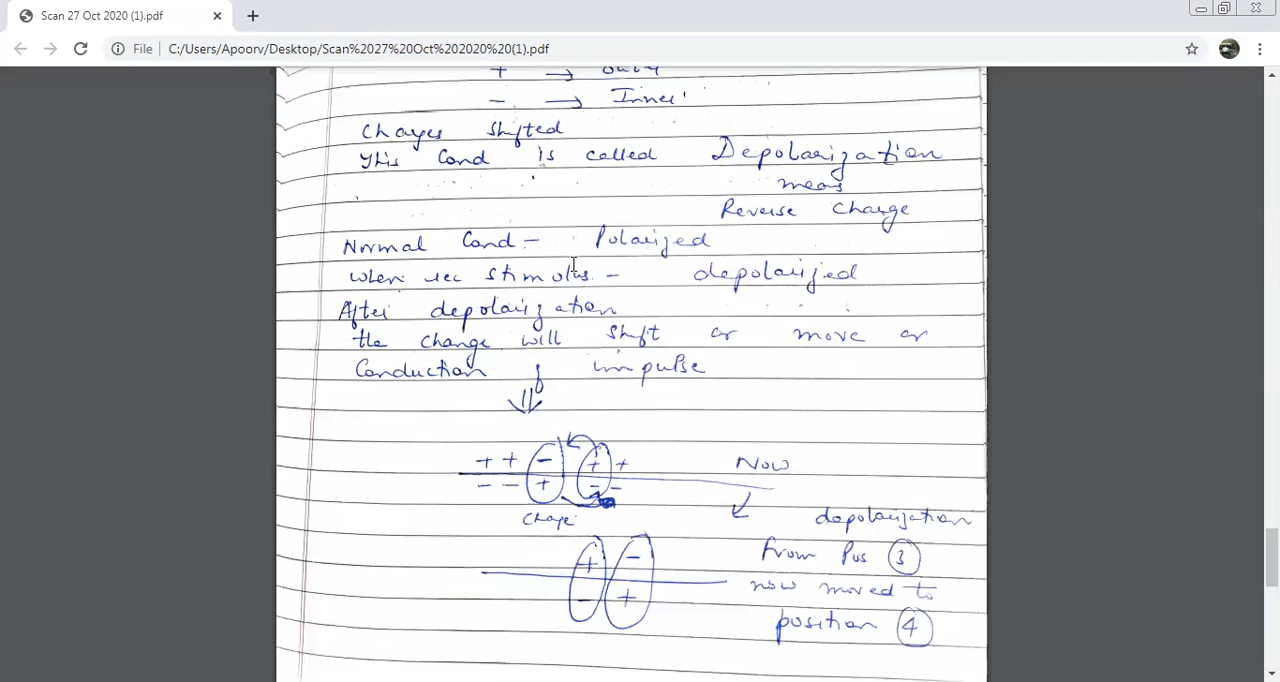 Scan 27 Oct 2020 (1).pdf
File C:/Users/Apoorv/Desktop/Scan%2027%20Oct%202020%20(1).pdf
+ →
- → Inner
Charges shifted
This Cond is called Depolarization
means
Reverse Charge
Normal Cond - Polarized
when rec stimulus - depolarized
After depolarization
the charge will shift or move or
Conduction of impulse
+ + - + + Now
- - + - -
Charge depolarization
+ - from Pos 3
- + now moved to
position 4